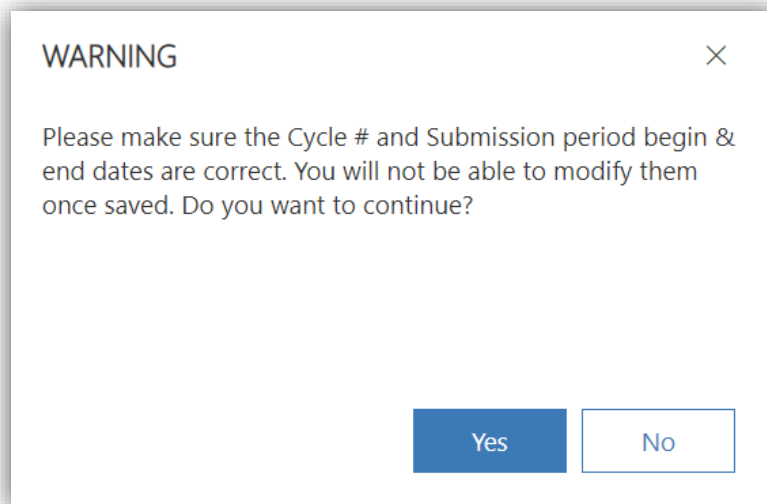 WARNING
Please make sure the Cycle # and Submission period begin &
end dates are correct. You will not be able to modify them
once saved. Do you want to continue?
Yes
No